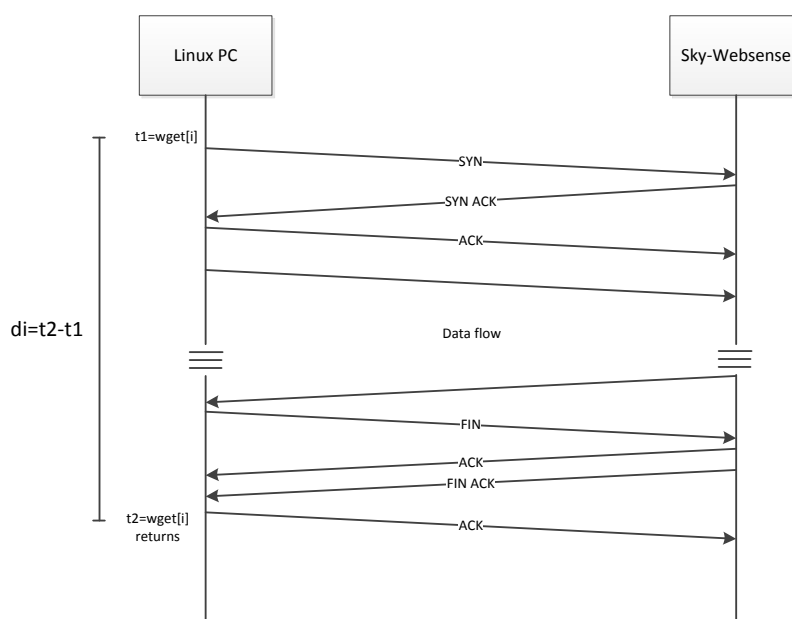 Linux PC
Sky-Websense
t1=wget[i]
SYN
SYN ACK
ACK
di=t2-t1
Data flow
FIN
ACK
FIN ACK
t2=wget[i]
returns
ACK